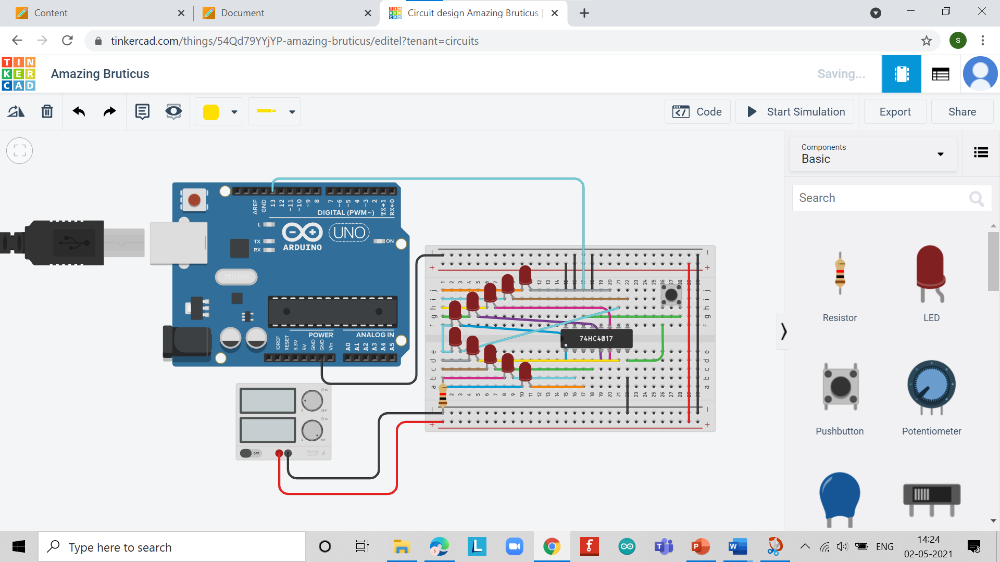 Content
Document
Circuit design Amazing Bruticus |
tinkercad.com/things/54Qd79YYjYP-amazing-bruticus/editel?tenant=circuits
S
TIN
KER
CAD
Amazing Bruticus
Saving...
Code
Start Simulation
Export
Share
Components
Basic
Search
AREF GND 13 12 ~11 ~10 ~9 8 7 ~6 ~5 4 ~3 2 TX→1 RX←0
DIGITAL (PWM~)
L
TX
RX
ARDUINO
UNO
ON
POWER
ANALOG IN
IOREF RESET 3.3V 5V GND GND Vin A0 A1 A2 A3 A4 A5
74HC4017
OFF
Resistor
LED
Pushbutton
Potentiometer
Type here to search
ENG
14:24
02-05-2021